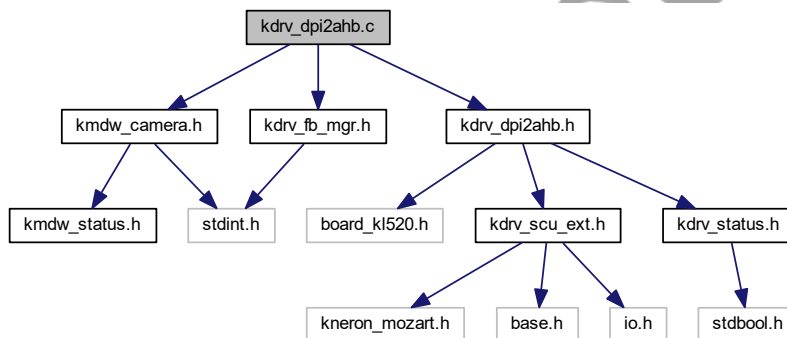 kdrv_dpi2ahb.c
kmdw_camera.h
kdrv_fb_mgr.h
kdrv_dpi2ahb.h
kmdw_status.h
stdint.h
board_kl520.h
kdrv_scu_ext.h
kdrv_status.h
kneron_mozart.h
base.h
io.h
stdbool.h